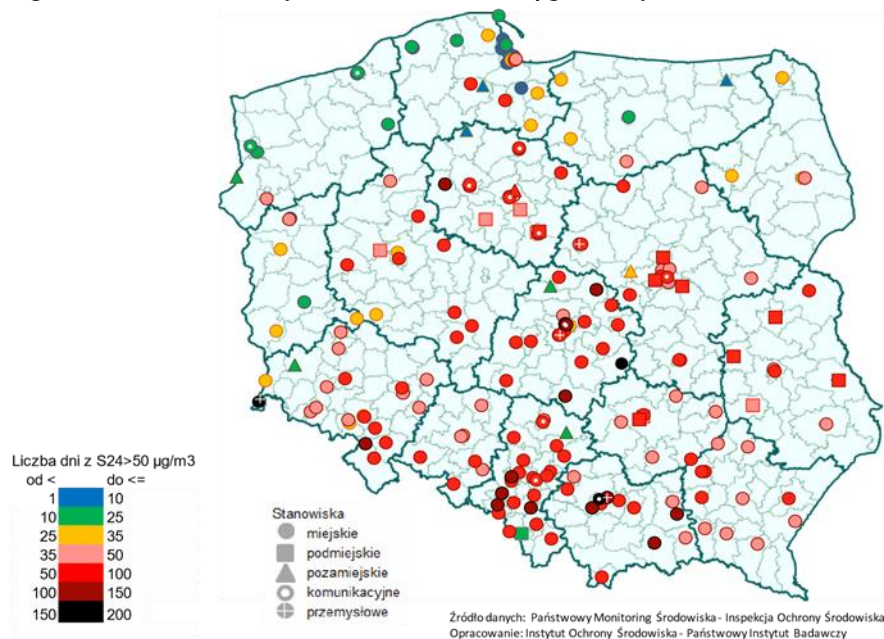 Liczba dni z S24>50 µg/m3
od < do <=
1 10
10 25
25 35
35 50
50 100
100 150
150 200
Stanowiska
miejskie
podmiejskie
pozamiejskie
komunikacyjne
przemysłowe
Źródło danych: Państwowy Monitoring Środowiska - Inspekcja Ochrony Środowiska
Opracowanie: Instytut Ochrony Środowiska - Państwowy Instytut Badawczy